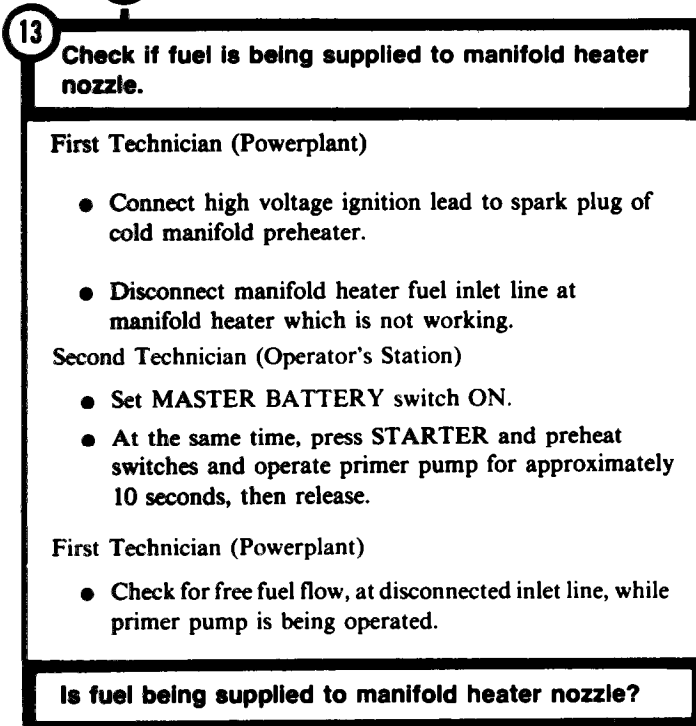 13
Check if fuel is being supplied to manifold heater
nozzle.
First Technician (Powerplant)
● Connect high voltage ignition lead to spark plug of
cold manifold preheater.
● Disconnect manifold heater fuel inlet line at
manifold heater which is not working.
Second Technician (Operator's Station)
● Set MASTER BATTERY switch ON.
● At the same time, press STARTER and preheat
switches and operate primer pump for approximately
10 seconds, then release.
First Technician (Powerplant)
● Check for free fuel flow, at disconnected inlet line, while
primer pump is being operated.
Is fuel being supplied to manifold heater nozzle?